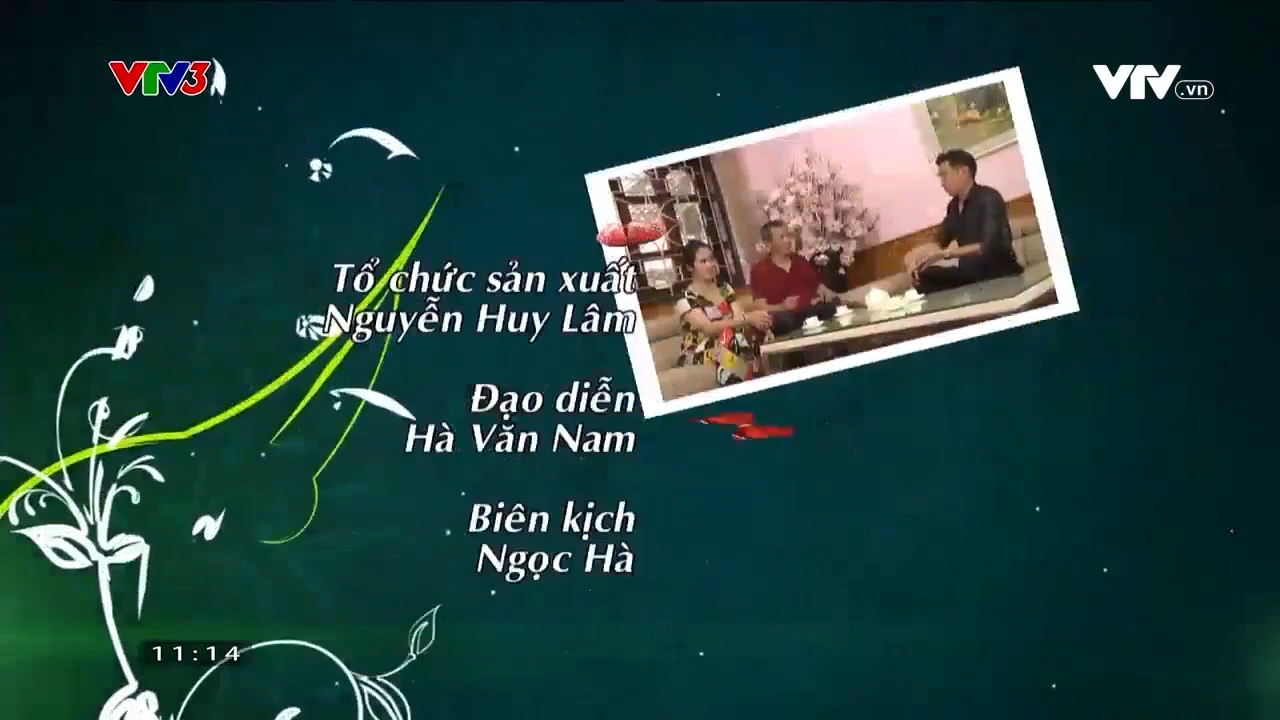 VTV3
VTV.vn
Tổ chức sản xuất
Nguyễn Huy Lâm
Đạo diễn
Hà Văn Nam
Biên kịch
Ngọc Hà
11:14